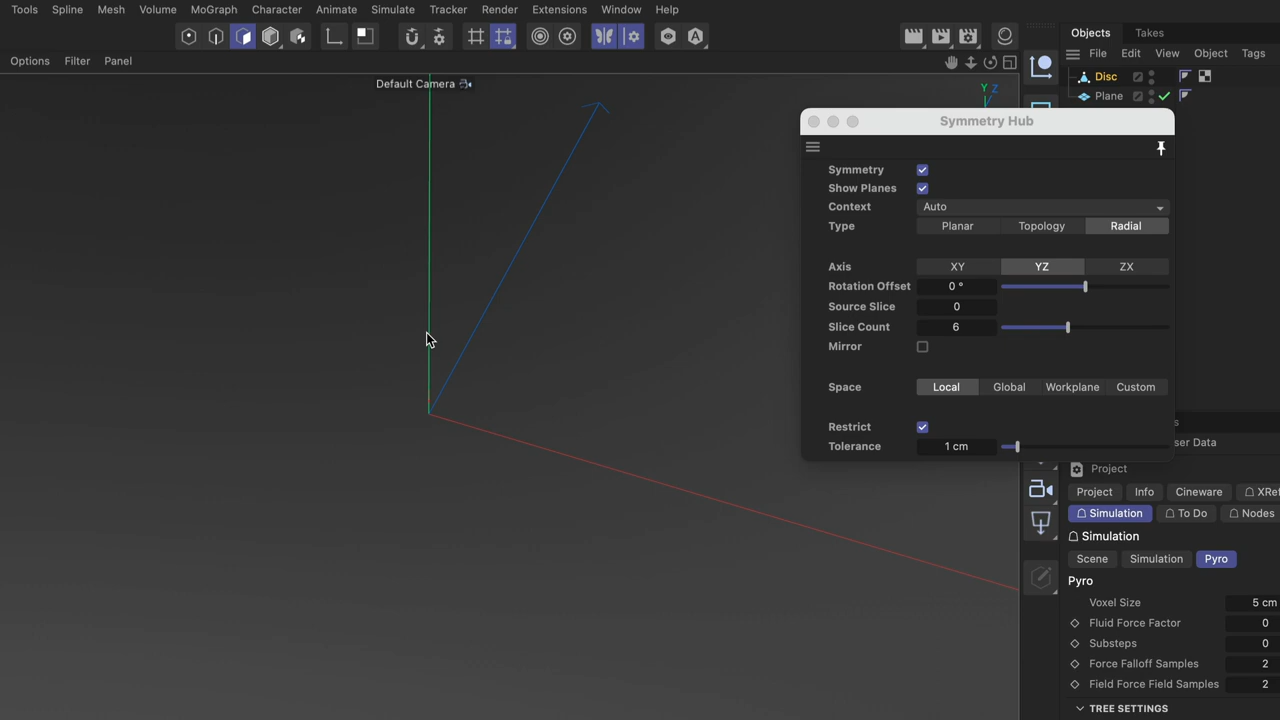 Tools Spline Mesh Volume MoGraph Character Animate Simulate Tracker Render Extensions Window Help
Objects Takes
File Edit View Object Tags
Options Filter Panel
Default Camera
Disc
Plane
Y Z
Symmetry Hub
Symmetry
Show Planes
Context Auto
Type Planar Topology Radial
Axis XY YZ ZX
Rotation Offset 0 °
Source Slice 0
Slice Count 6
Mirror
Space Local Global Workplane Custom
Restrict
Tolerance 1 cm
s
ser Data
Project
Project Info Cineware XRef
Simulation To Do Nodes
Simulation
Scene Simulation Pyro
Pyro
Voxel Size 5 cm
Fluid Force Factor 0
Substeps 0
Force Falloff Samples 2
Field Force Field Samples 2
TREE SETTINGS